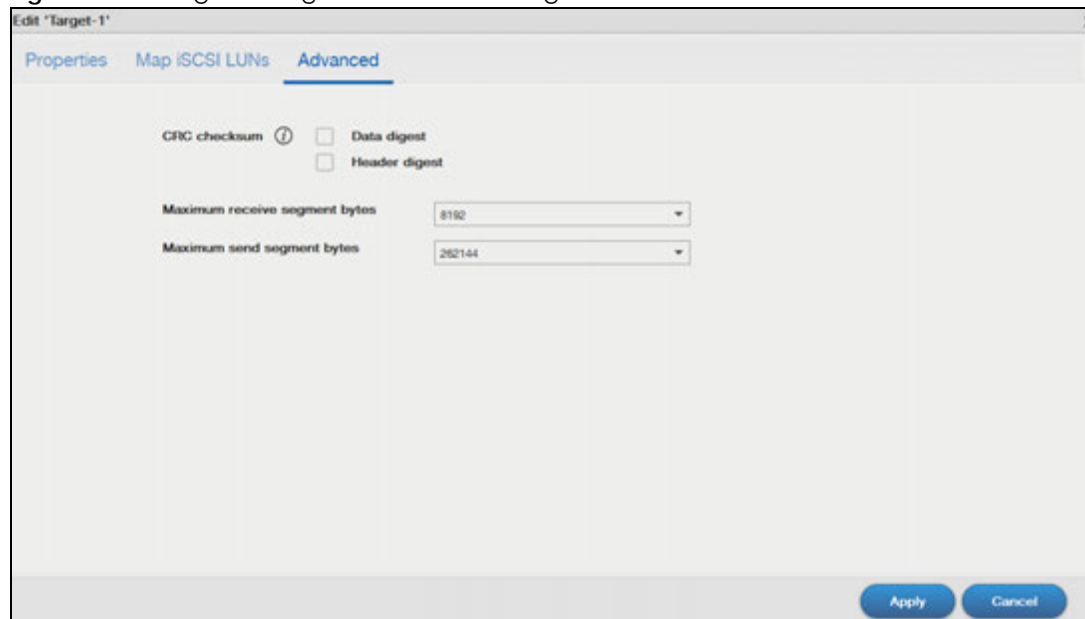 Edit 'Target-1'
Properties Map iSCSI LUNs Advanced
CRC checksum i Data digest
Header digest
Maximum receive segment bytes 8192
Maximum send segment bytes 262144
Apply Cancel